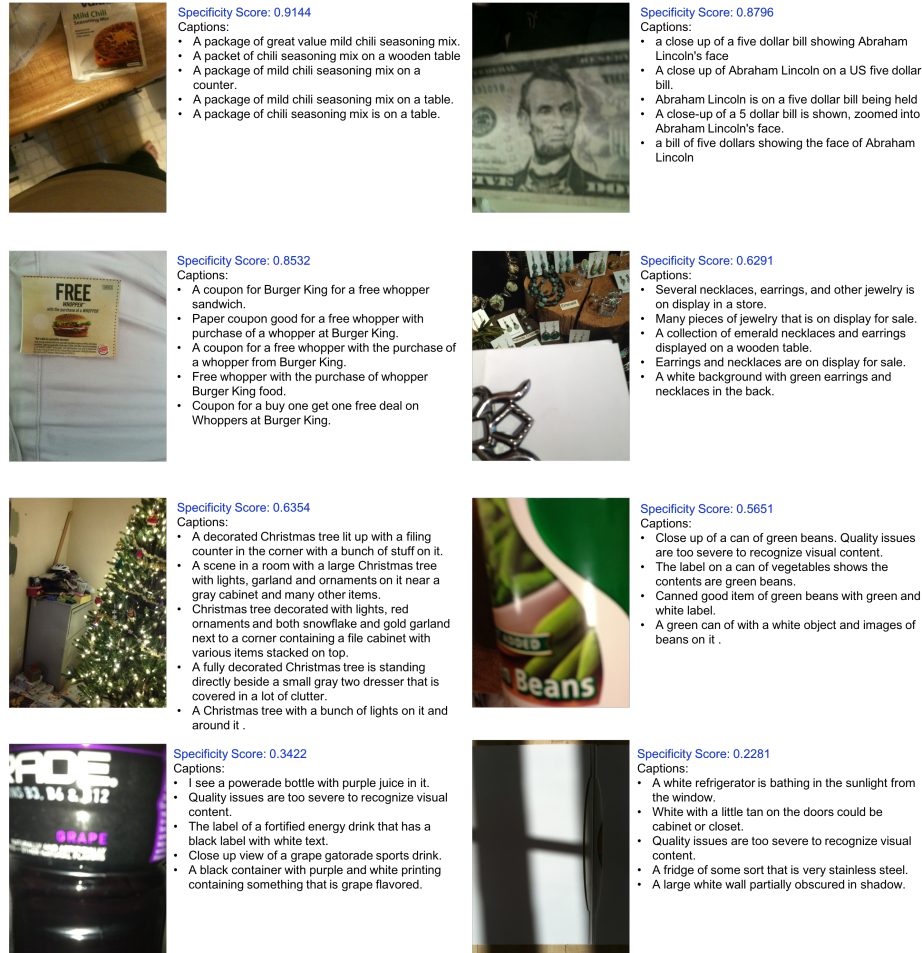 Valu
Mild Chili
Seasoning Mix
Specificity Score: 0.9144
Captions:
• A package of great value mild chili seasoning mix.
• A packet of chili seasoning mix on a wooden table
• A package of mild chili seasoning mix on a
counter.
• A package of mild chili seasoning mix on a table.
• A package of chili seasoning mix is on a table.
Specificity Score: 0.8796
Captions:
• a close up of a five dollar bill showing Abraham
Lincoln's face
• A close up of Abraham Lincoln on a US five dollar
bill.
• Abraham Lincoln is on a five dollar bill being held
• A close-up of a 5 dollar bill is shown, zoomed into
Abraham Lincoln's face.
• a bill of five dollars showing the face of Abraham
Lincoln
FREE
WHOPPER
with the purchase of a WHOPPER
Specificity Score: 0.8532
Captions:
• A coupon for Burger King for a free whopper
sandwich.
• Paper coupon good for a free whopper with
purchase of a whopper at Burger King.
• A coupon for a free whopper with the purchase of
a whopper from Burger King.
• Free whopper with the purchase of whopper
Burger King food.
• Coupon for a buy one get one free deal on
Whoppers at Burger King.
Specificity Score: 0.6291
Captions:
• Several necklaces, earrings, and other jewelry is
on display in a store.
• Many pieces of jewelry that is on display for sale.
• A collection of emerald necklaces and earrings
displayed on a wooden table.
• Earrings and necklaces are on display for sale.
• A white background with green earrings and
necklaces in the back.
Specificity Score: 0.6354
Captions:
• A decorated Christmas tree lit up with a filing
counter in the corner with a bunch of stuff on it.
• A scene in a room with a large Christmas tree
with lights, garland and ornaments on it near a
gray cabinet and many other items.
• Christmas tree decorated with lights, red
ornaments and both snowflake and gold garland
next to a corner containing a file cabinet with
various items stacked on top.
• A fully decorated Christmas tree is standing
directly beside a small gray two dresser that is
covered in a lot of clutter.
• A Christmas tree with a bunch of lights on it and
around it .
ADDED
n Beans
Specificity Score: 0.5651
Captions:
• Close up of a can of green beans. Quality issues
are too severe to recognize visual content.
• The label on a can of vegetables shows the
contents are green beans.
• Canned good item of green beans with green and
white label.
• A green can of with a white object and images of
beans on it .
RADE
NS B3, B6 & B12
GRAPE
Specificity Score: 0.3422
Captions:
• I see a powerade bottle with purple juice in it.
• Quality issues are too severe to recognize visual
content.
• The label of a fortified energy drink that has a
black label with white text.
• Close up view of a grape gatorade sports drink.
• A black container with purple and white printing
containing something that is grape flavored.
Specificity Score: 0.2281
Captions:
• A white refrigerator is bathing in the sunlight from
the window.
• White with a little tan on the doors could be
cabinet or closet.
• Quality issues are too severe to recognize visual
content.
• A fridge of some sort that is very stainless steel.
• A large white wall partially obscured in shadow.